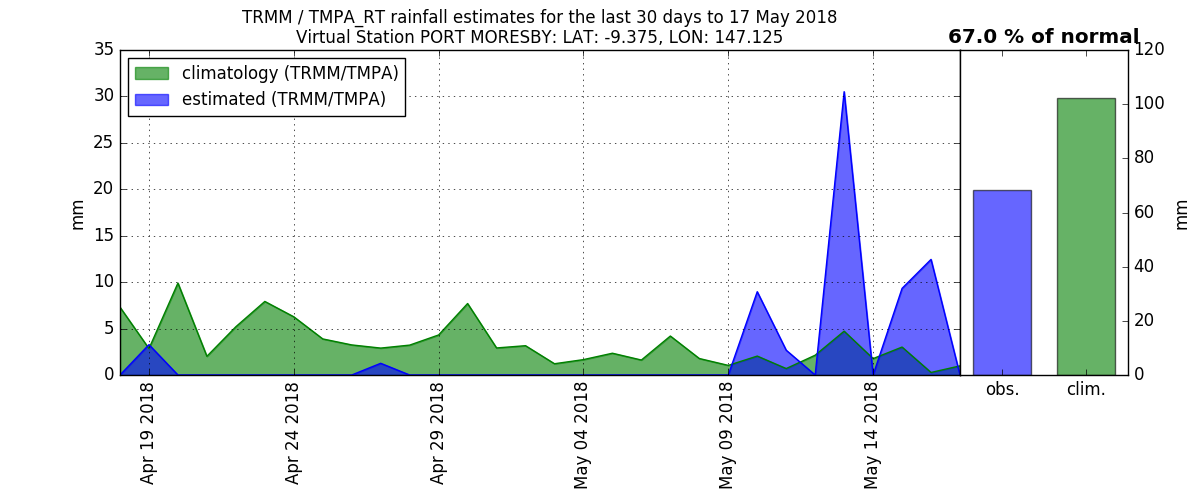 TRMM / TMPA_RT rainfall estimates for the last 30 days to 17 May 2018
Virtual Station PORT MORESBY: LAT: -9.375, LON: 147.125
67.0 % of normal
climatology (TRMM/TMPA)
estimated (TRMM/TMPA)
35
30
25
20
15
10
5
0
mm
120
100
80
60
40
20
0
mm
Apr 19 2018
Apr 24 2018
Apr 29 2018
May 04 2018
May 09 2018
May 14 2018
obs.
clim.